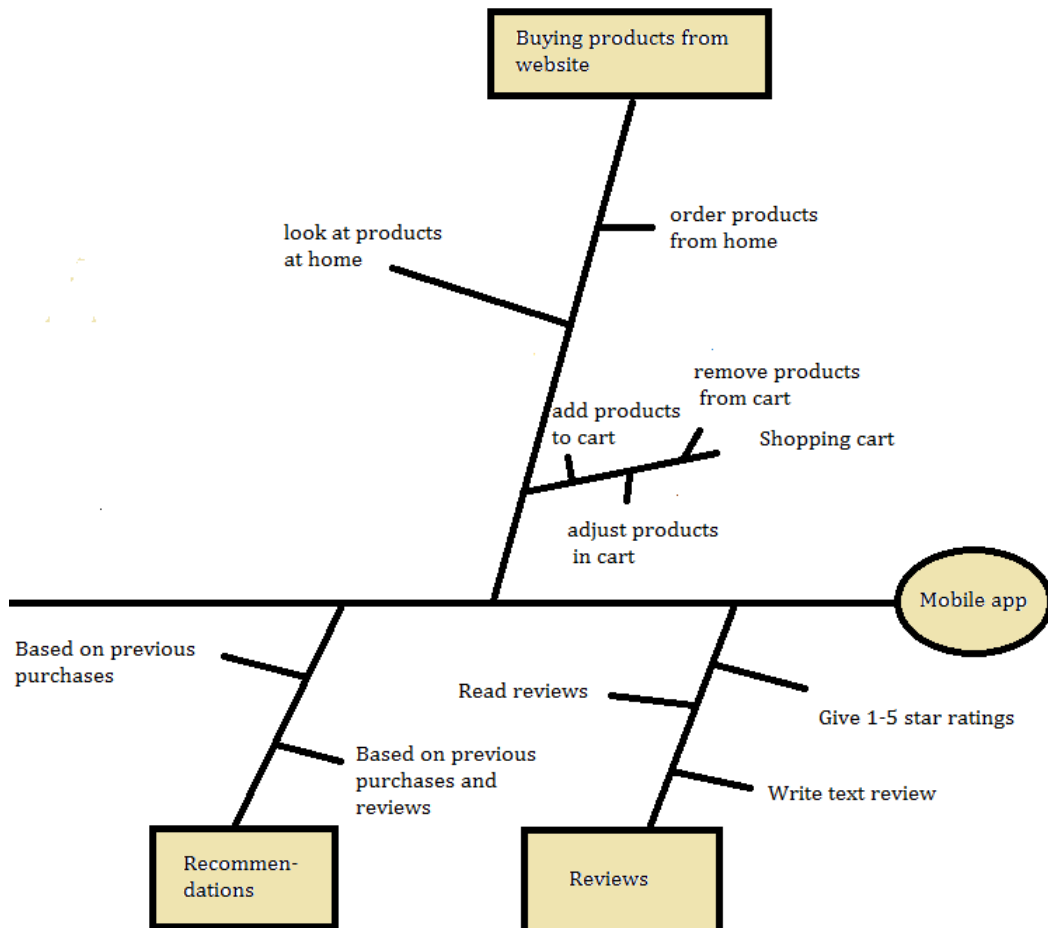 Buying products from
website
order products
from home
look at products
at home
remove products
from cart
add products
to cart
Shopping cart
adjust products
in cart
Mobile app
Based on previous
purchases
Read reviews
Give 1-5 star ratings
Based on previous
purchases and
reviews
Write text review
Recommen-
dations
Reviews